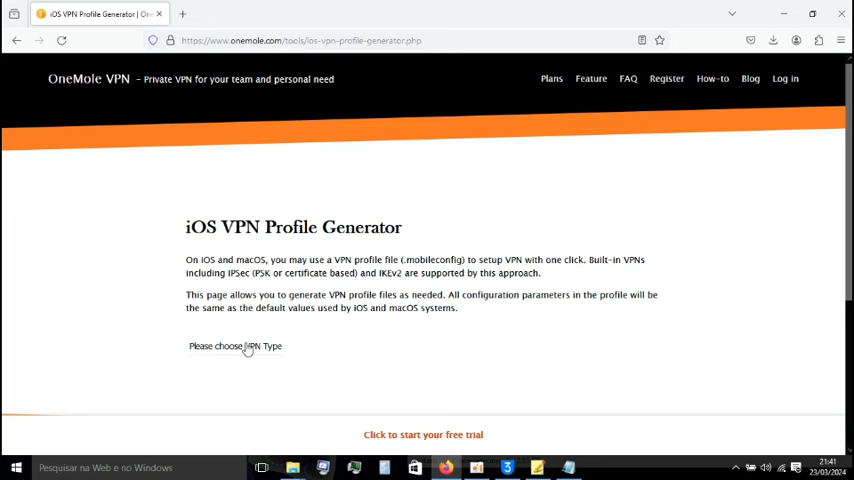 iOS VPN Profile Generator | One
https://www.onemole.com/tools/ios-vpn-profile-generator.php
OneMole VPN - Private VPN for your team and personal need
Plans Feature FAQ Register How-to Blog Log in
iOS VPN Profile Generator
On iOS and macOS, you may use a VPN profile file (.mobileconfig) to setup VPN with one click. Built-in VPNs
including IPSec (PSK or certificate based) and IKEv2 are supported by this approach.
This page allows you to generate VPN profile files as needed. All configuration parameters in the profile will be
the same as the default values used by iOS and macOS systems.
Please choose VPN Type
Click to start your free trial
Pesquisar na Web e no Windows
21:41
23/03/2024